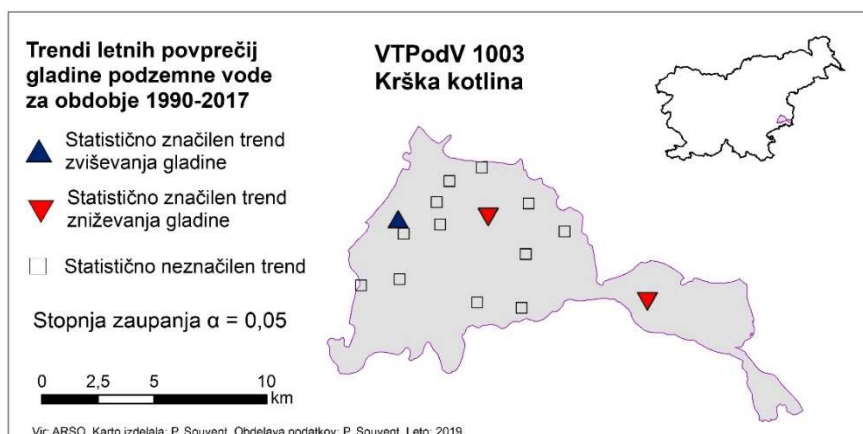 Trendi letnih povprečij
gladine podzemne vode
za obdobje 1990-2017
Statistično značilen trend
zviševanja gladine
Statistično značilen trend
zniževanja gladine
Statistično neznačilen trend
Stopnja zaupanja α = 0,05
0 2,5 5 10
km
VTPodV 1003
Krška kotlina
Vir: ARSO, Karto izdelala: P. Souvent, Obdelava podatkov: P. Souvent, Leto: 2019